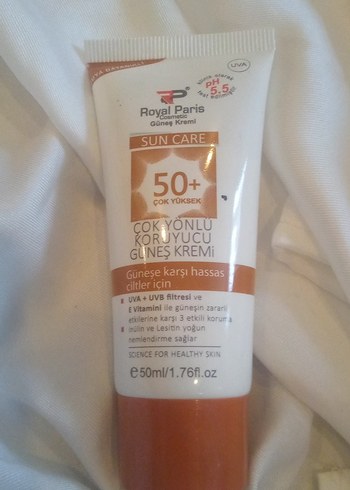 UVA
pH
5.5
Royal Paris
Cosmetic
Güneş Kremi
SUN CARE
50+
ÇOK YÜKSEK
ÇOK YÖNLÜ
KORUYUCU
GÜNEŞ KREMİ
Güneşe karşı hassas
ciltler için
UVA + UVB filtresi ve
E Vitamini ile güneşin zararlı
etkilerine karşı 3 etkili koruma
İnülin ve Lesitin yoğun
nemlendirme sağlar
SCIENCE FOR HEALTHY SKIN
℮50ml/1.76fl.oz